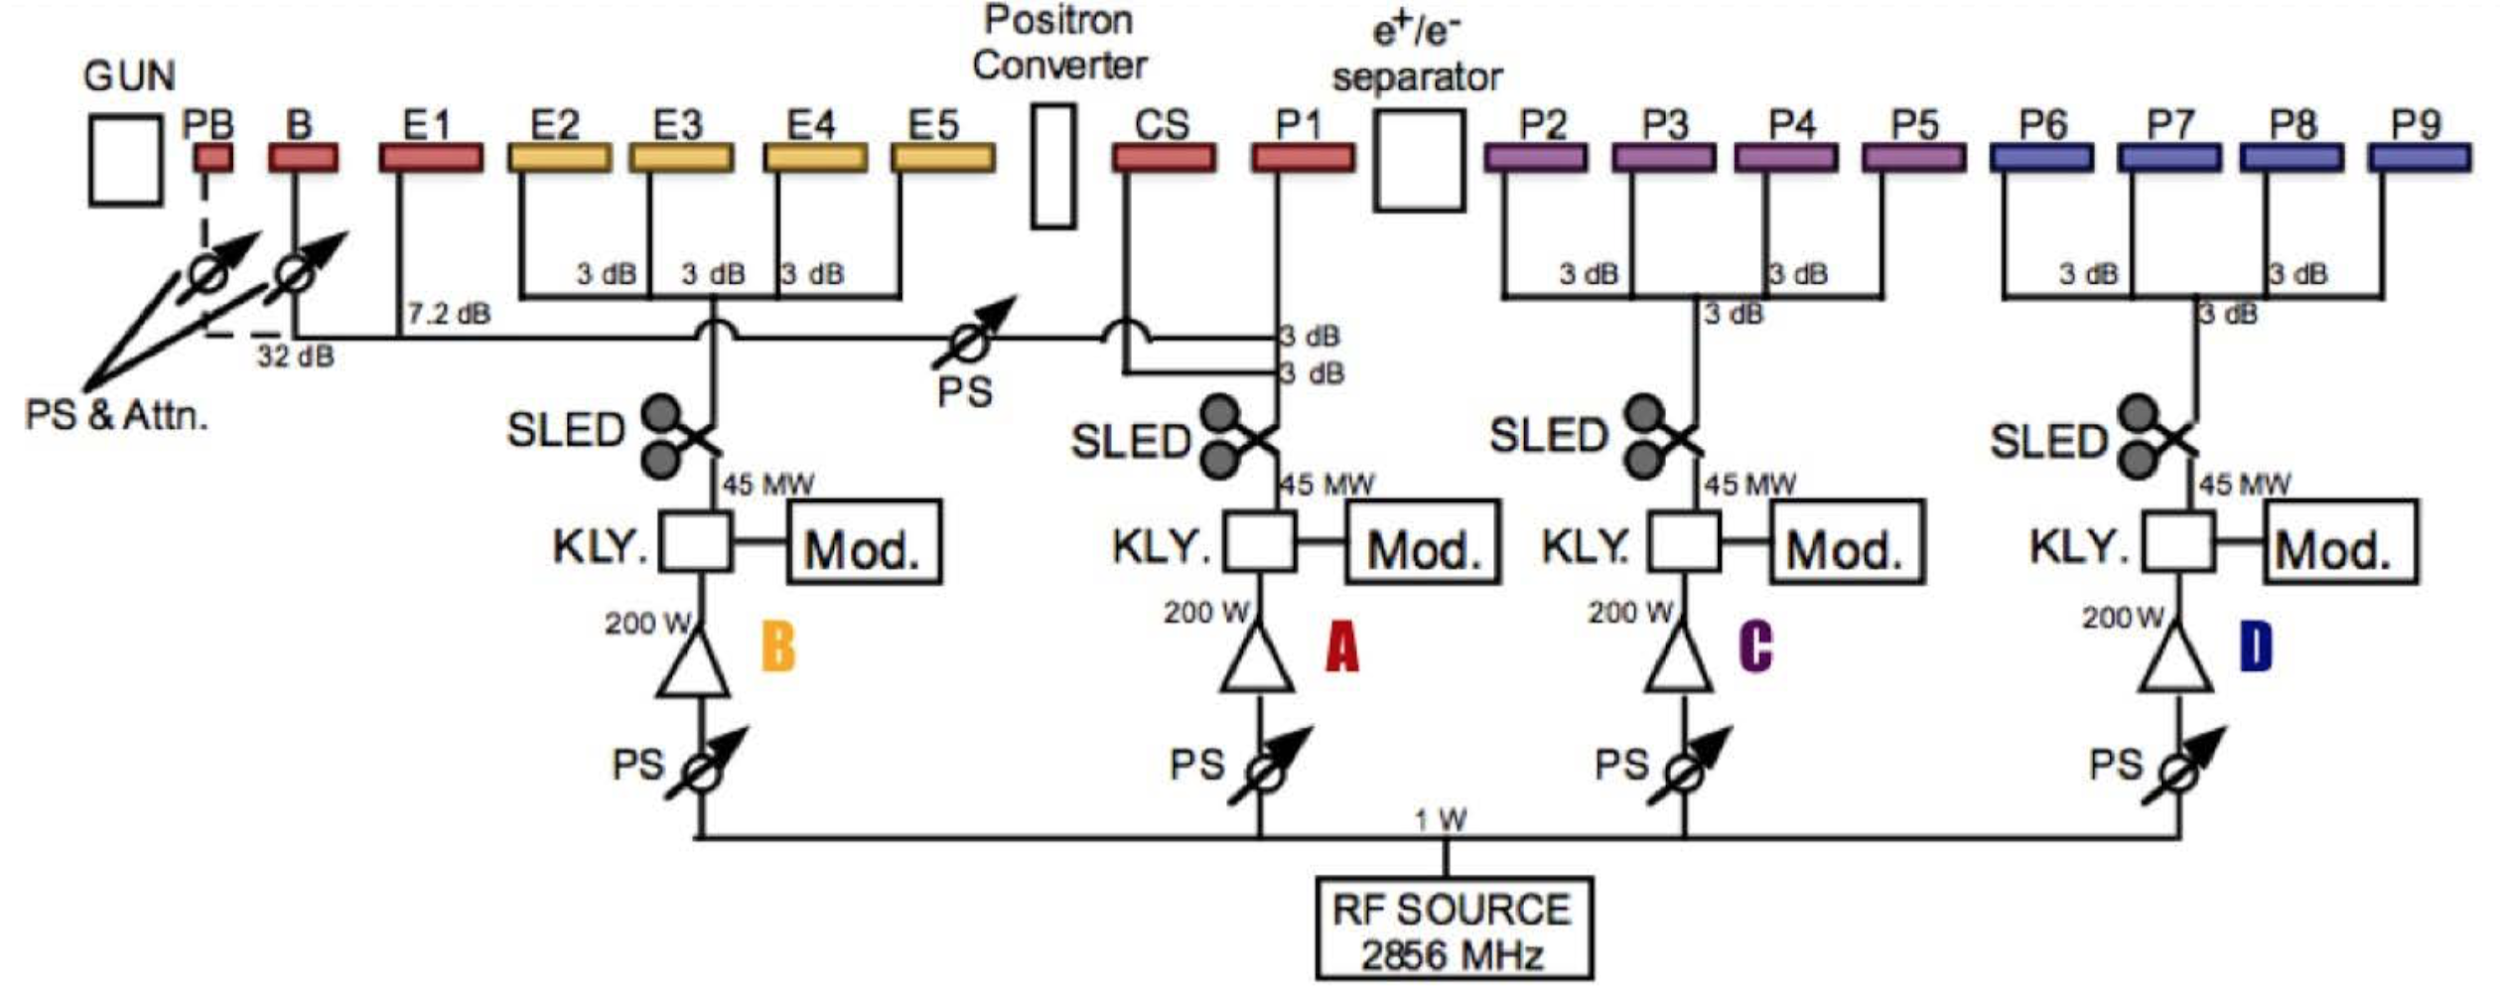 Positron
Converter
e+/e-
separator
GUN
PB
B
E1
E2
E3
E4
E5
CS
P1
P2
P3
P4
P5
P6
P7
P8
P9
3 dB
3 dB
3 dB
3 dB
3 dB
3 dB
3 dB
7.2 dB
3 dB
3 dB
32 dB
3 dB
3 dB
PS
PS & Attn.
SLED
SLED
SLED
SLED
45 MW
45 MW
45 MW
45 MW
KLY.
Mod.
KLY.
Mod.
KLY.
Mod.
KLY.
Mod.
200 W
200 W
200 W
200 W
B
A
C
D
PS
PS
PS
PS
1 W
RF SOURCE
2856 MHz